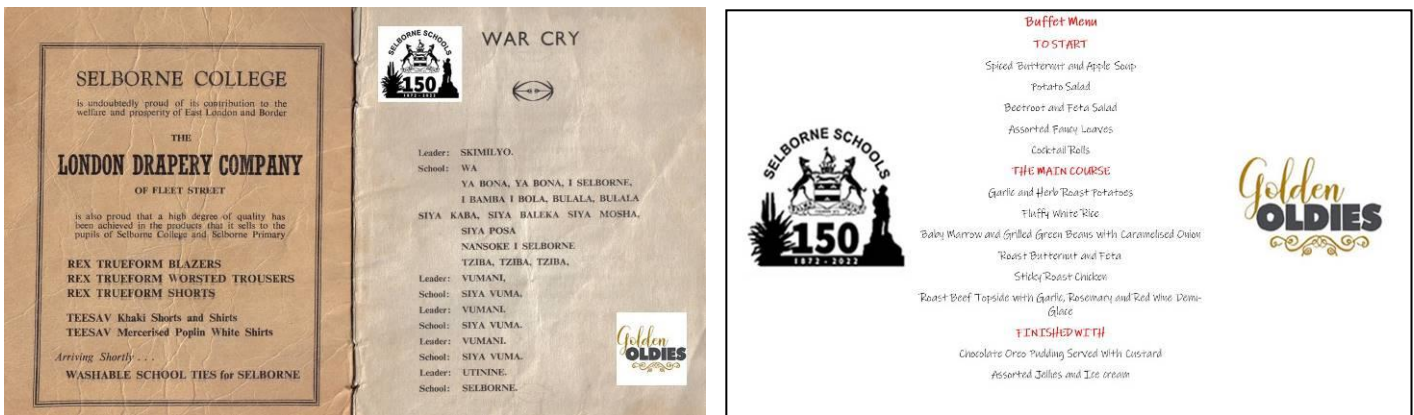 SELBORNE COLLEGE
is undoubtedly proud of its contribution to the
welfare and prosperity of East London and Border
THE
LONDON DRAPERY COMPANY
OF FLEET STREET
is also proud that a high degree of quality has
been achieved in the products that it sells to the
pupils of Selborne College and Selborne Primary
REX TRUEFORM BLAZERS
REX TRUEFORM WORSTED TROUSERS
REX TRUEFORM SHORTS
TEESAV Khaki Shorts and Shirts
TEESAV Mercerised Poplin White Shirts
Arriving Shortly . . .
WASHABLE SCHOOL TIES for SELBORNE
SELBORNE SCHOOLS
150
1872 - 2022
WAR CRY
Leader: SKIMILYO.
School: WA
YA BONA, YA BONA, I SELBORNE,
I BAMBA I BOLA, BULALA, BULALA
SIYA KABA, SIYA BALEKA SIYA MOSHA,
SIYA POSA
NANSOKE I SELBORNE
TZIBA, TZIBA, TZIBA,
Leader: VUMANI,
School: SIYA VUMA,
Leader: VUMANI.
School: SIYA VUMA.
Leader: VUMANI.
School: SIYA VUMA.
Leader: UTININE.
School: SELBORNE.
Golden
OLDIES
Buffet Menu
TO START
Spiced Butternut and Apple Soup
Potato Salad
Beetroot and Feta Salad
Assorted Fancy Loaves
Cocktail Rolls
THE MAIN COURSE
Garlic and Herb Roast Potatoes
Fluffy White Rice
Baby Marrow and Grilled Green Beans with Caramelised Onion
Roast Butternut and Feta
Sticky Roast Chicken
Roast Beef Topside with Garlic, Rosemary and Red Wine Demi-
Glace
FINISHED WITH
Chocolate Oreo Pudding Served With Custard
Assorted Jellies and Ice cream
SELBORNE SCHOOLS
150
1872 - 2022
Golden
OLDIES